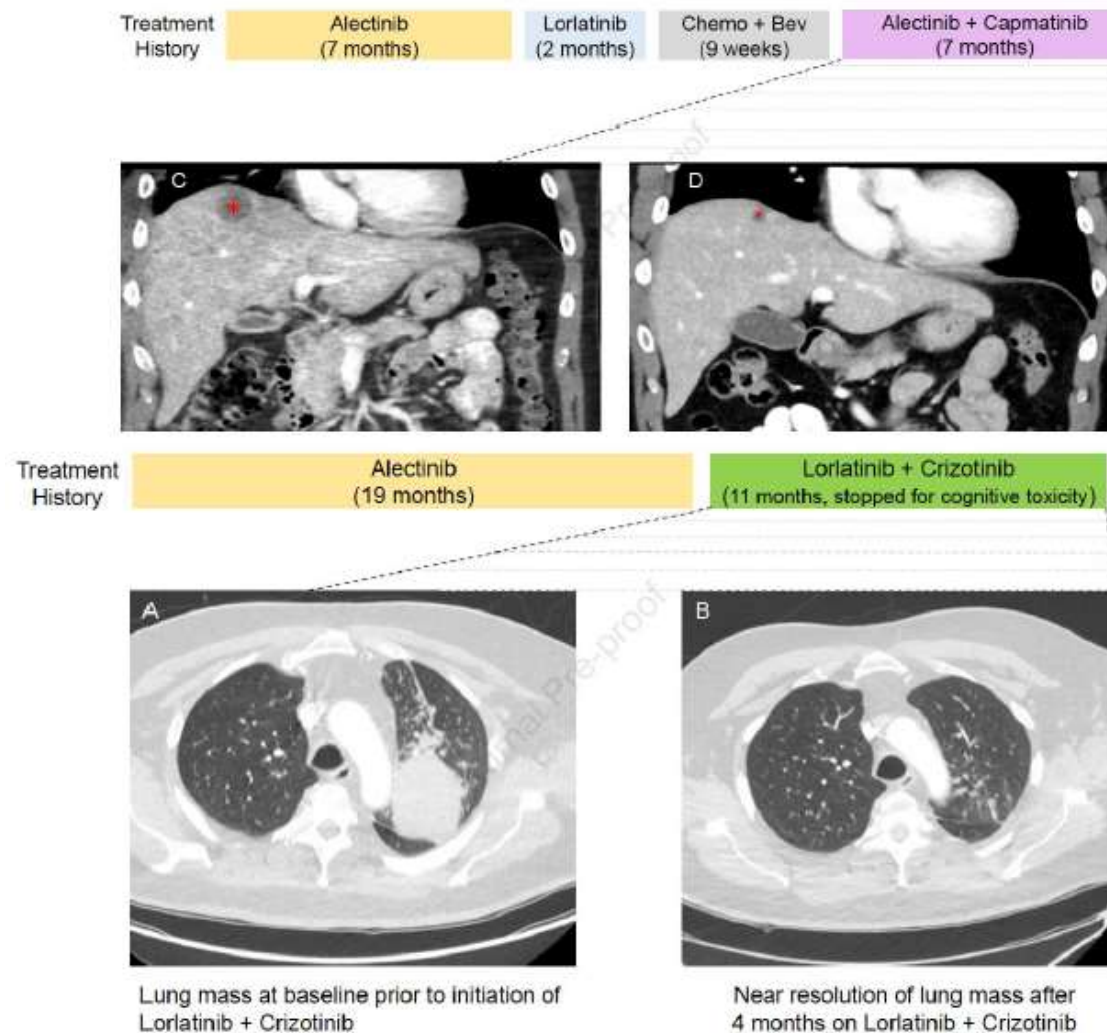 Treatment History
Alectinib (7 months)
Lorlatinib (2 months)
Chemo + Bev (9 weeks)
Alectinib + Capmatinib (7 months)
C
D
Treatment History
Alectinib (19 months)
Lorlatinib + Crizotinib (11 months, stopped for cognitive toxicity)
A
B
Pre-proof
Lung mass at baseline prior to initiation of
Lorlatinib + Crizotinib
Near resolution of lung mass after
4 months on Lorlatinib + Crizotinib